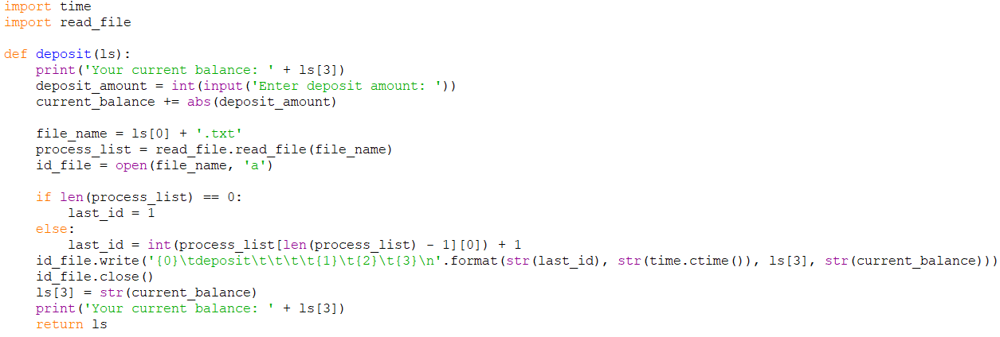 import time
import read_file

def deposit(ls):
    print('Your current balance: ' + ls[3])
    deposit_amount = int(input('Enter deposit amount: '))
    current_balance += abs(deposit_amount)

    file_name = ls[0] + '.txt'
    process_list = read_file.read_file(file_name)
    id_file = open(file_name, 'a')

    if len(process_list) == 0:
        last_id = 1
    else:
        last_id = int(process_list[len(process_list) - 1][0]) + 1
    id_file.write('{0}\tdeposit\t\t\t\t{1}\t{2}\t{3}\n'.format(str(last_id), str(time.ctime()), ls[3], str(current_balance)))
    id_file.close()
    ls[3] = str(current_balance)
    print('Your current balance: ' + ls[3])
    return ls